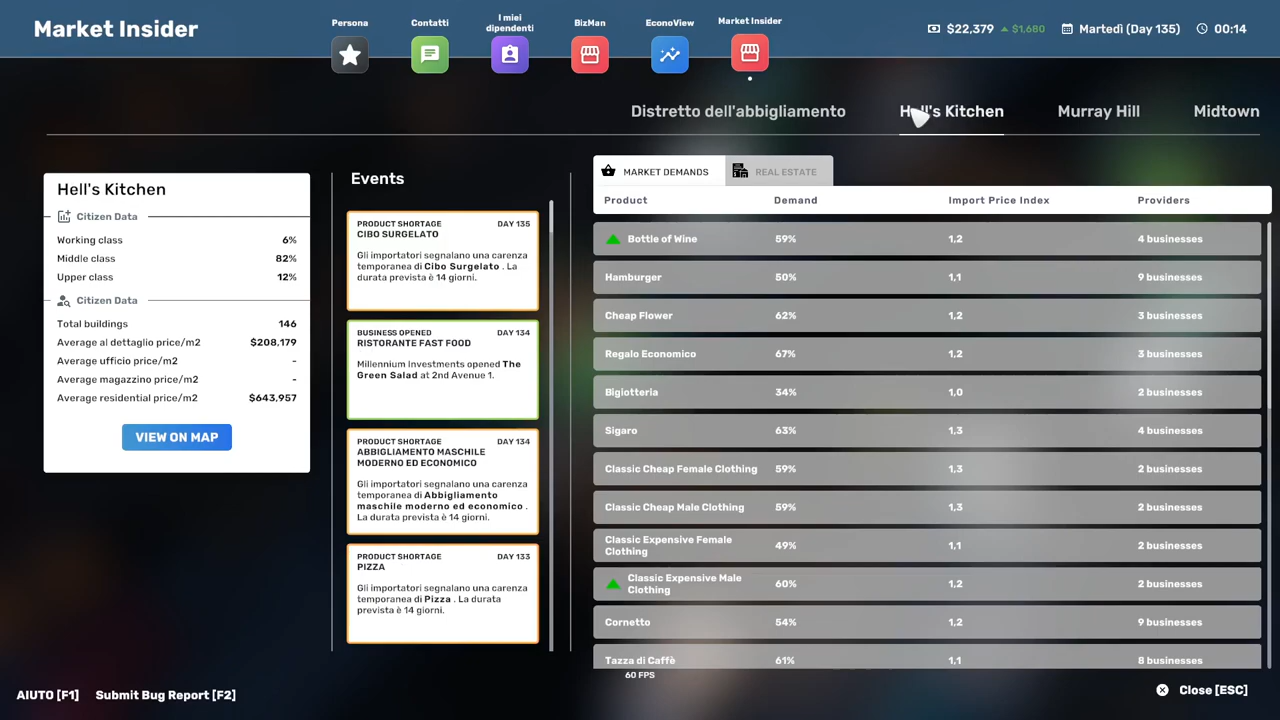 Market Insider
Persona
Contatti
I miei
dipendenti
BizMan
EconoView
Market Insider
$22,379 $1,680 Martedì (Day 135) 00:14
Distretto dell'abbigliamento Hell's Kitchen Murray Hill Midtown
Hell's Kitchen
Citizen Data
Working class 6%
Middle class 82%
Upper class 12%
Citizen Data
Total buildings 146
Average al dettaglio price/m2 $208,179
Average ufficio price/m2 -
Average magazzino price/m2 -
Average residential price/m2 $643,957
VIEW ON MAP
Events
PRODUCT SHORTAGE DAY 135
CIBO SURGELATO
Gli importatori segnalano una carenza
temporanea di Cibo Surgelato . La
durata prevista è 14 giorni.
BUSINESS OPENED DAY 134
RISTORANTE FAST FOOD
Millennium Investments opened The
Green Salad at 2nd Avenue 1.
PRODUCT SHORTAGE DAY 134
ABBIGLIAMENTO MASCHILE
MODERNO ED ECONOMICO
Gli importatori segnalano una carenza
temporanea di Abbigliamento
maschile moderno ed economico .
La durata prevista è 14 giorni.
PRODUCT SHORTAGE DAY 133
PIZZA
Gli importatori segnalano una carenza
temporanea di Pizza . La durata
prevista è 14 giorni.
MARKET DEMANDS REAL ESTATE
Product Demand Import Price Index Providers
Bottle of Wine 59% 1,2 4 businesses
Hamburger 50% 1,1 9 businesses
Cheap Flower 62% 1,2 3 businesses
Regalo Economico 67% 1,2 3 businesses
Bigiotteria 34% 1,0 2 businesses
Sigaro 63% 1,3 4 businesses
Classic Cheap Female Clothing 59% 1,3 2 businesses
Classic Cheap Male Clothing 59% 1,3 2 businesses
Classic Expensive Female
Clothing 49% 1,1 2 businesses
Classic Expensive Male
Clothing 60% 1,2 2 businesses
Cornetto 54% 1,2 9 businesses
Tazza di Caffè 61% 1,1 8 businesses
60 FPS
AIUTO [F1] Submit Bug Report [F2]
Close [ESC]